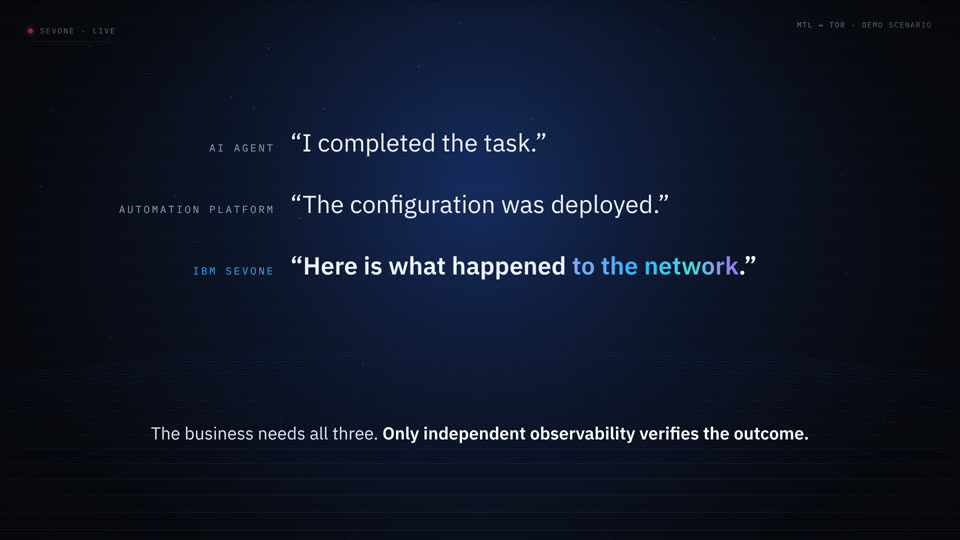 SEVONE · LIVE
MTL ↔ TOR · DEMO SCENARIO
AI AGENT “I completed the task.”
AUTOMATION PLATFORM “The configuration was deployed.”
IBM SEVONE “Here is what happened to the network.”
The business needs all three. Only independent observability verifies the outcome.